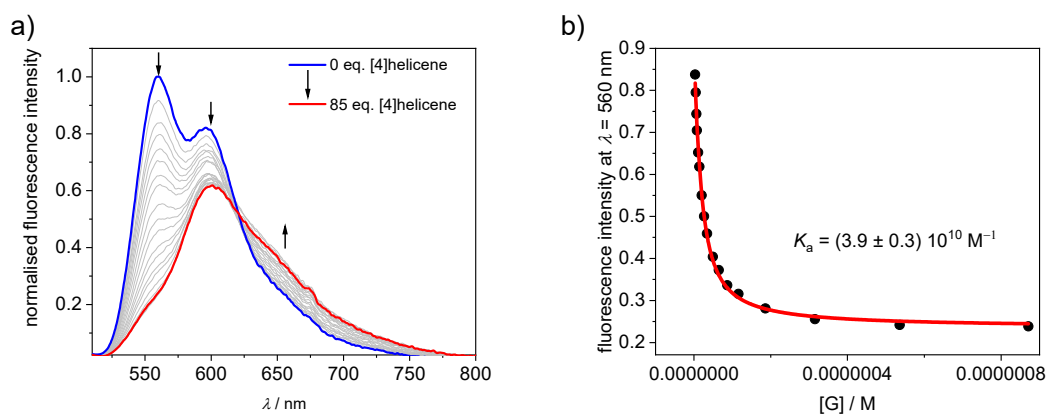 a)
normalised fluorescence intensity
1.0
0.8
0.6
0.4
0.2
0 eq. [4]helicene
85 eq. [4]helicene
550 600 650 700 750 800
λ / nm
b)
fluorescence intensity at λ = 560 nm
0.9
0.8
0.7
0.6
0.5
0.4
0.3
0.2
Kₐ = (3.9 ± 0.3) 10¹⁰ M⁻¹
0.0000000 0.0000004 0.0000008
[G] / M